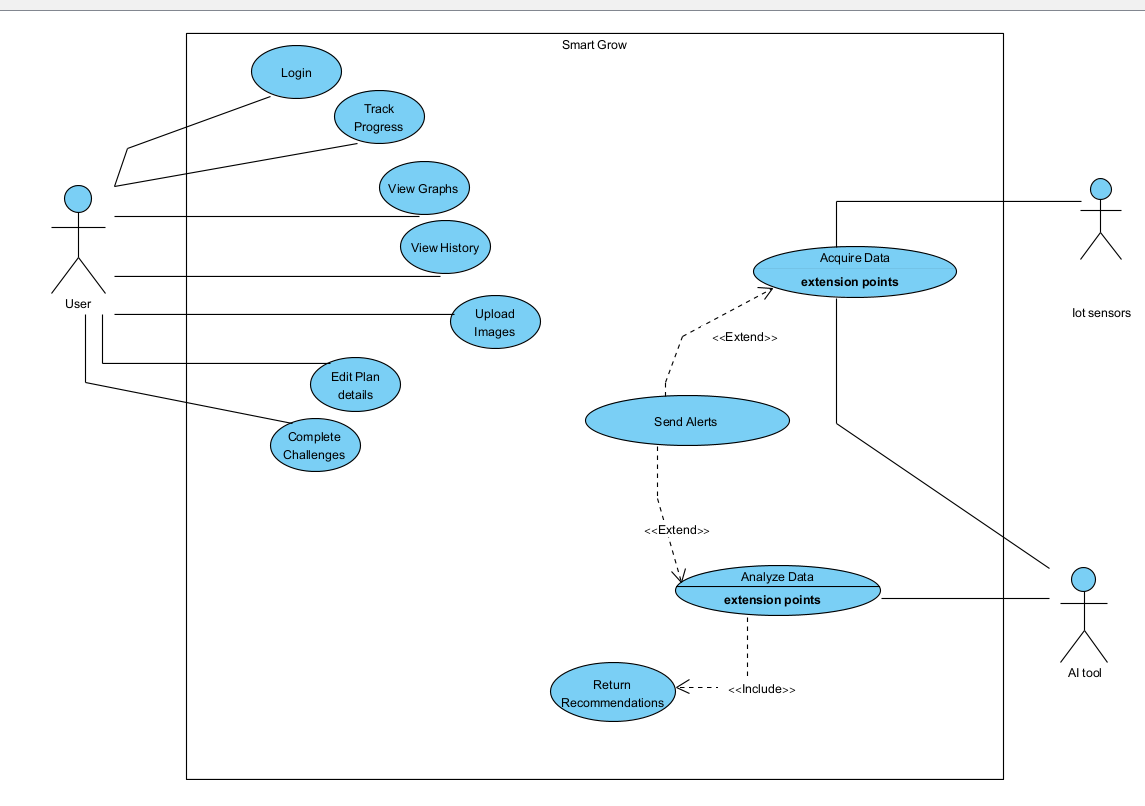 Smart Grow
Login
Track
Progress
View Graphs
View History
Upload
Images
Edit Plan
details
Complete
Challenges
User
Acquire Data
extension points
<<Extend>>
Send Alerts
<<Extend>>
Analyze Data
extension points
<<Include>>
Return
Recommendations
Iot sensors
AI tool